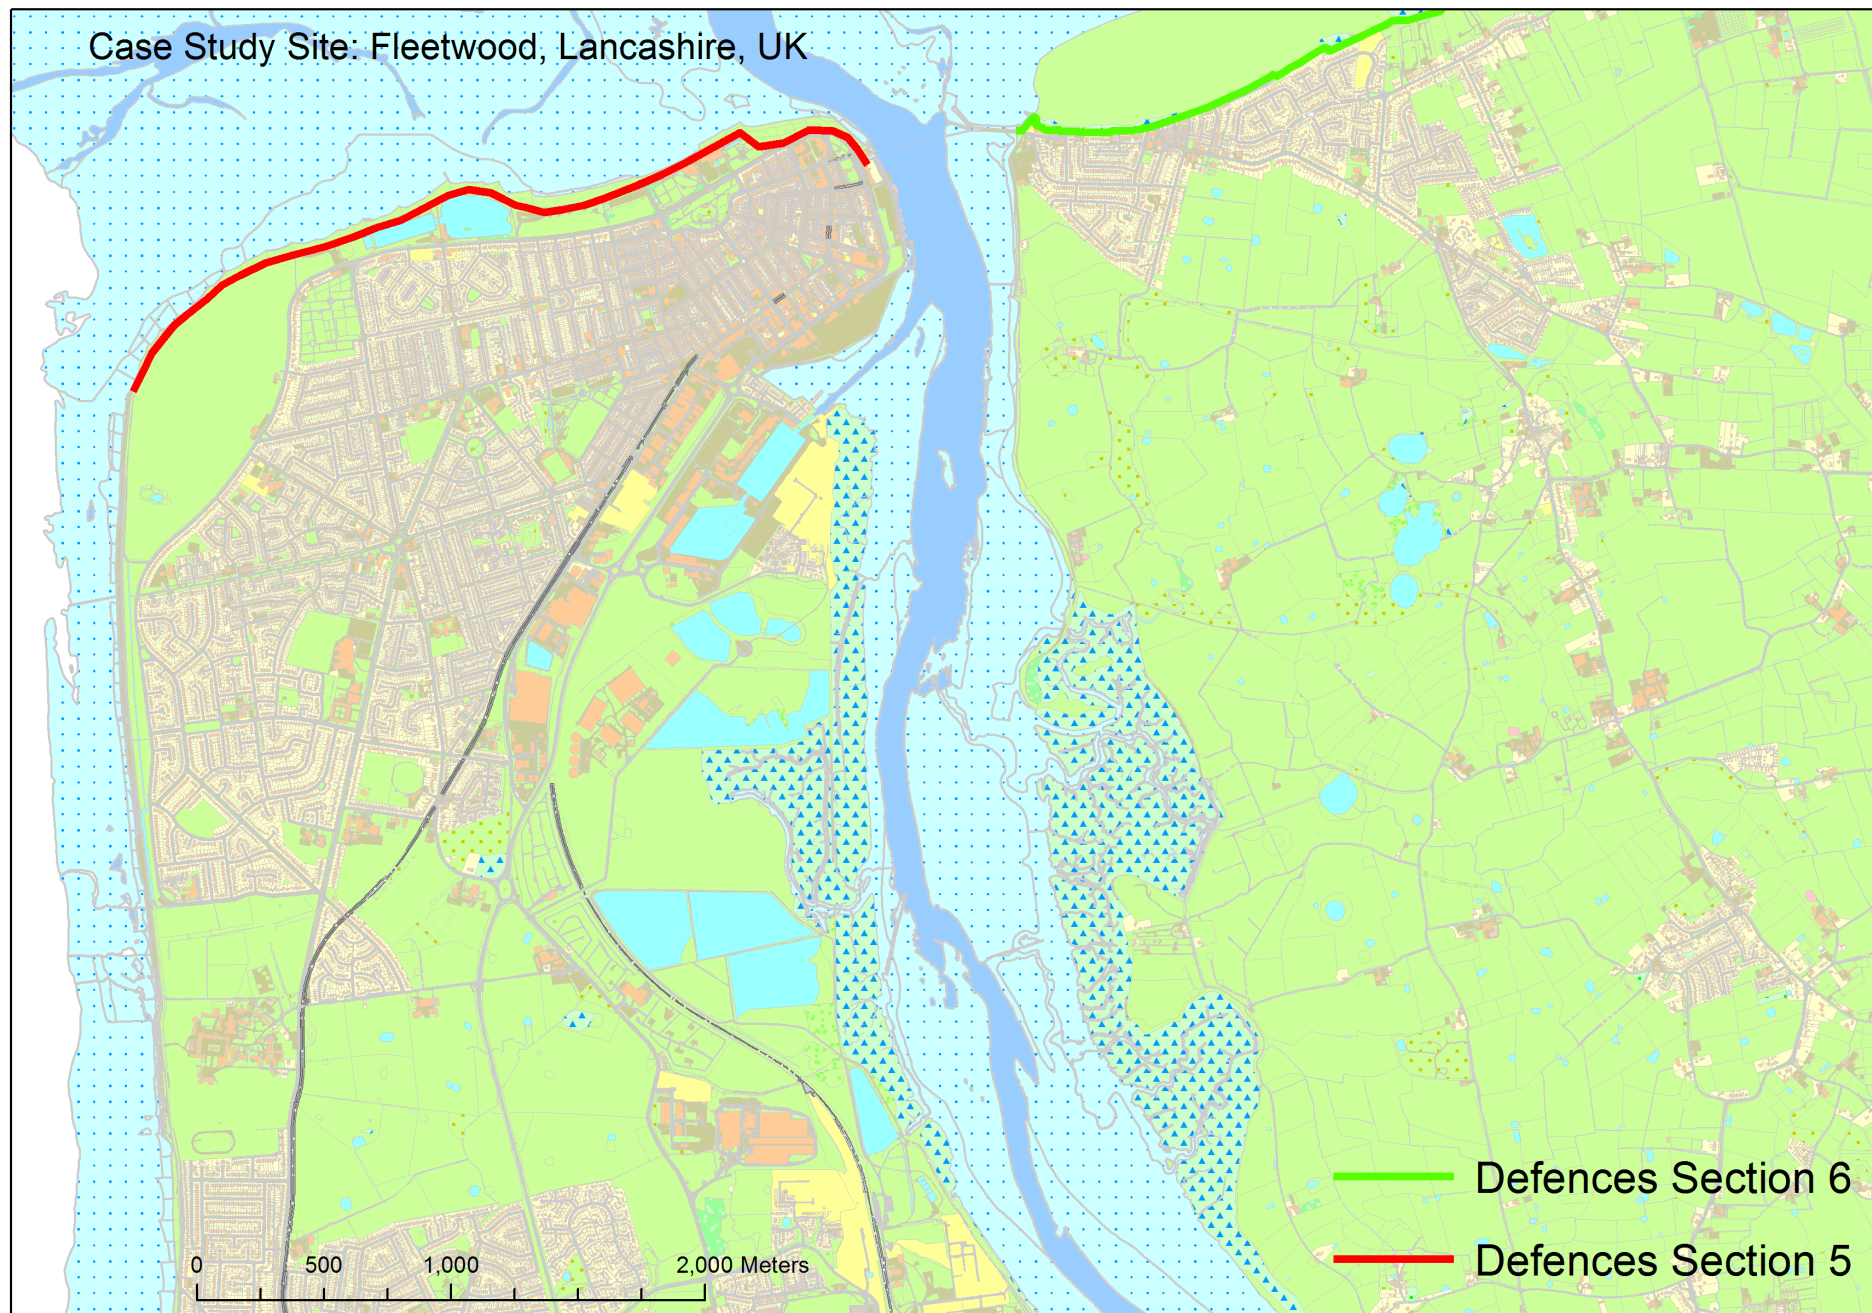 Case Study Site: Fleetwood, Lancashire, UK
Defences Section 6
Defences Section 5
0 500 1,000 2,000 Meters